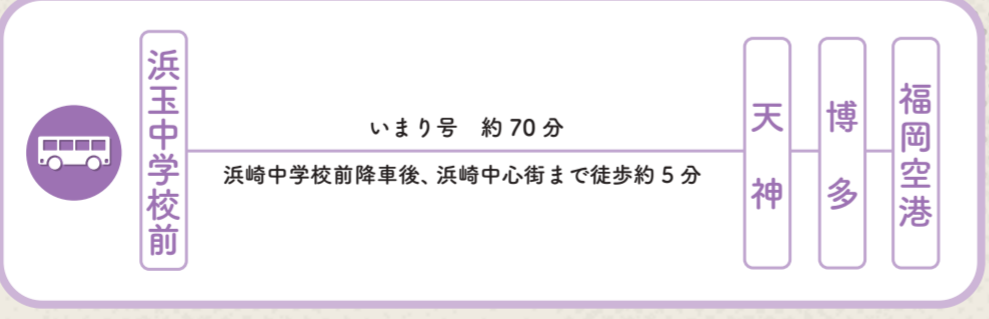 浜玉中学校前
いまり号　約70分
浜崎中学校前降車後、浜崎中心街まで徒歩約5分
天神
博多
福岡空港